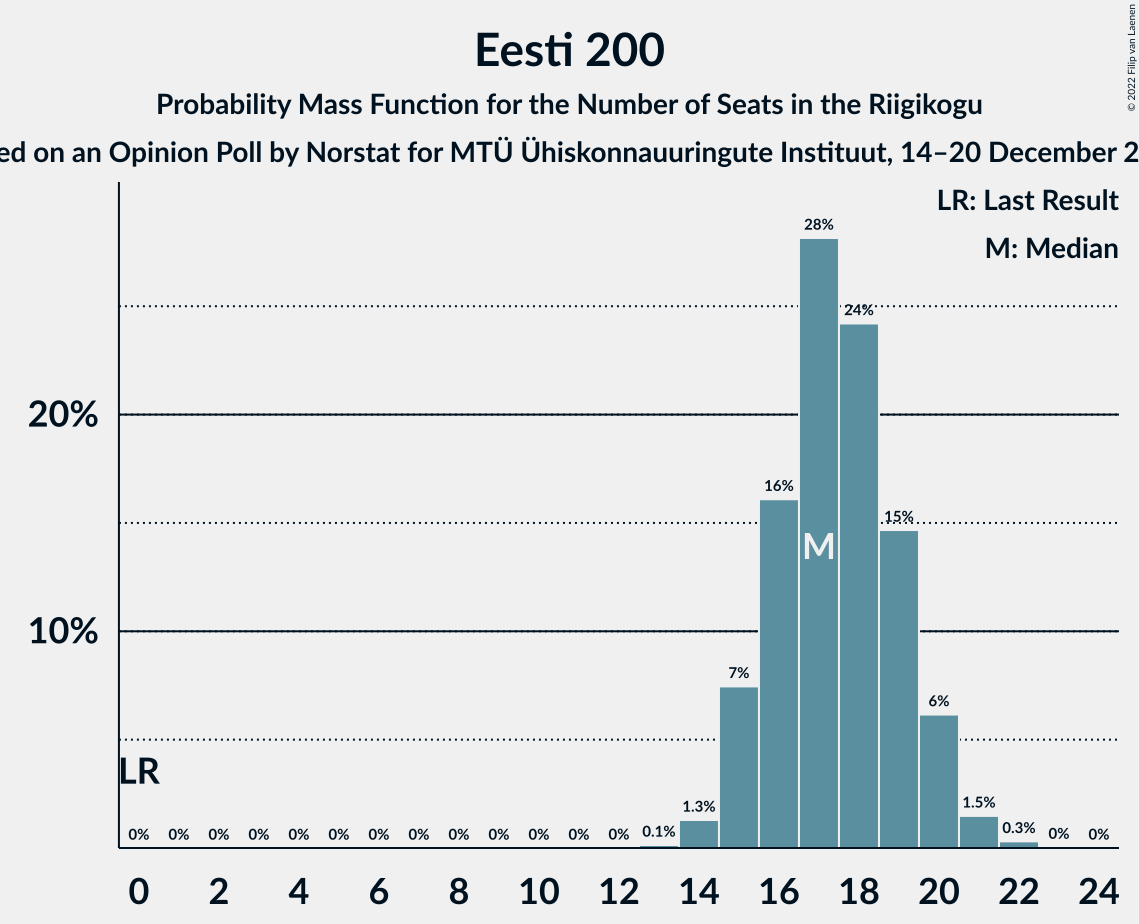 Eesti 200
Probability Mass Function for the Number of Seats in the Riigikogu
on an Opinion Poll by Norstat for MTÜ Ühiskonnauuringute Instituut, 14–20 December
© 2022 Filip van Laenen
LR: Last Result
M: Median
28%
24%
20%
16%
15%
M
10%
7%
6%
LR
0% 0% 0% 0% 0% 0% 0% 0% 0% 0% 0% 0% 0% 0.1% 1.3% 1.5% 0.3% 0% 0%
0 2 4 6 8 10 12 14 16 18 20 22 24